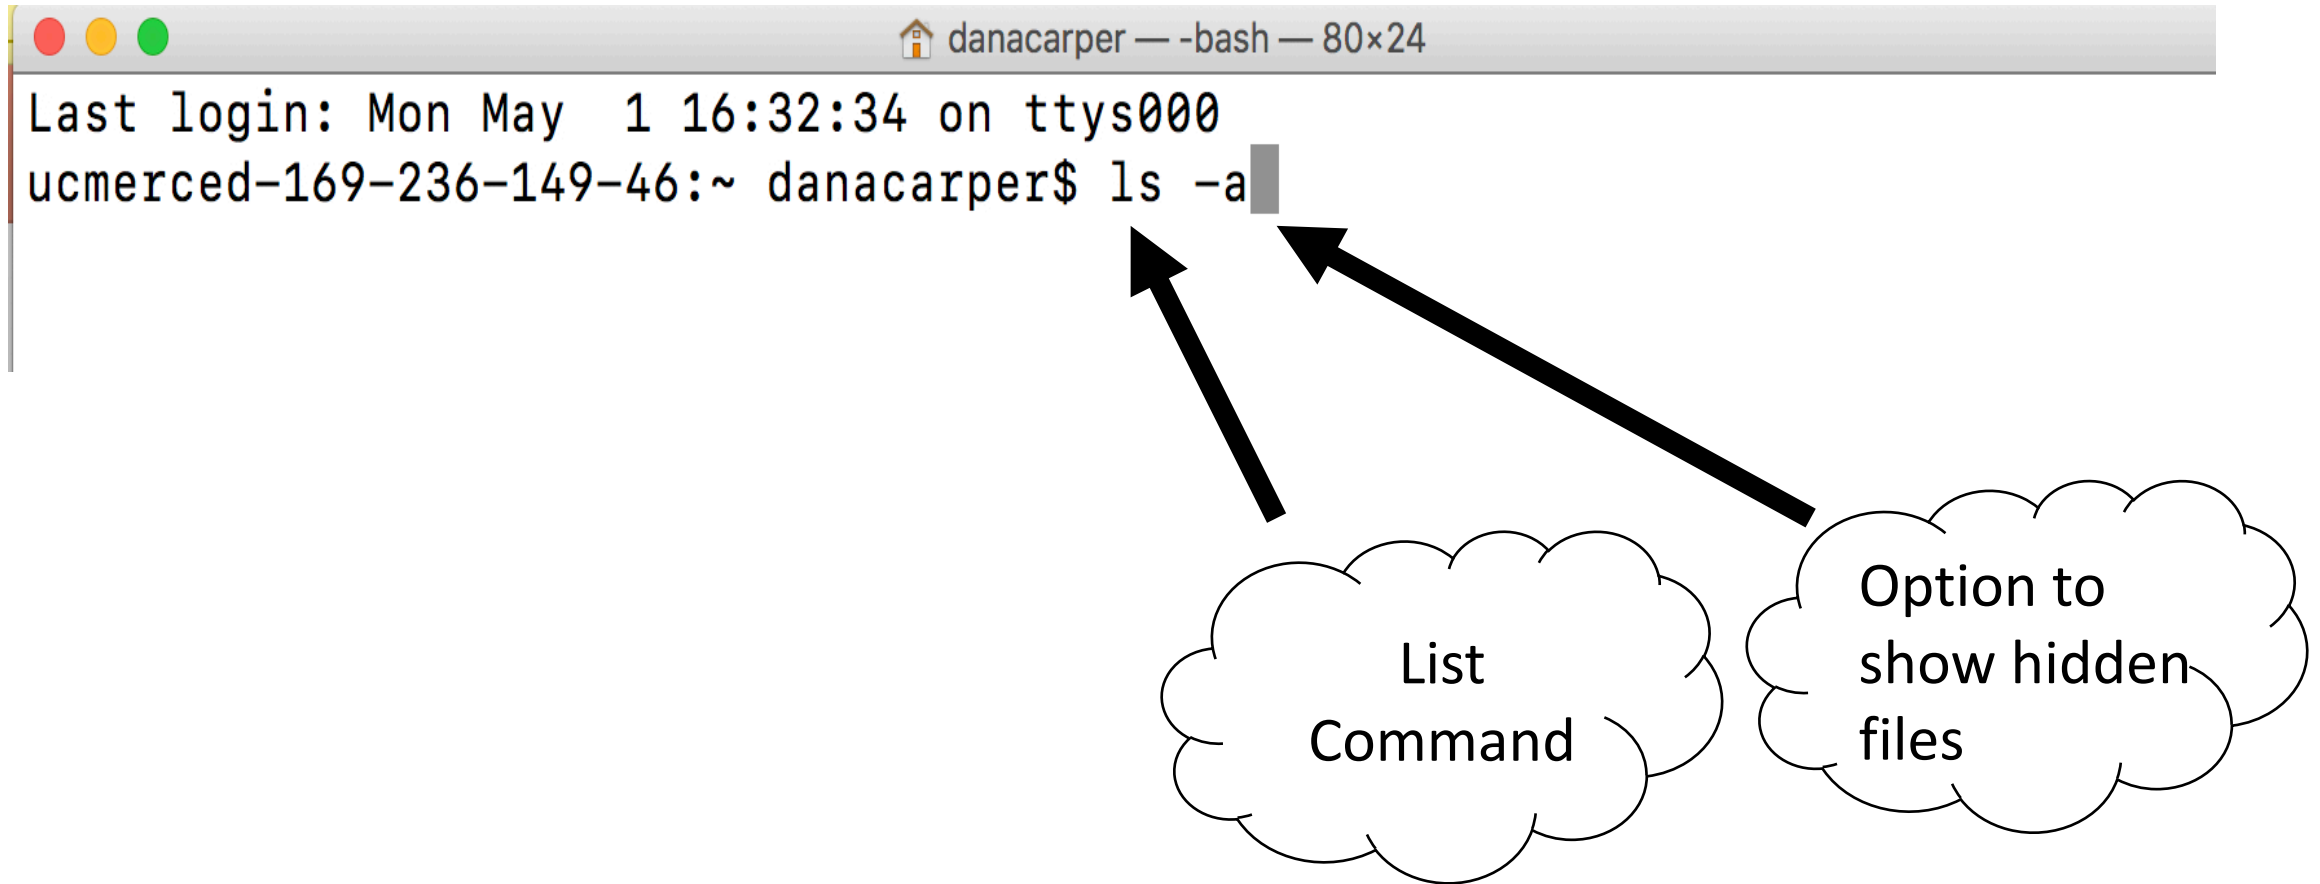 danacarper — -bash — 80×24
Last login: Mon May  1 16:32:34 on ttys000
ucmerced-169-236-149-46:~ danacarper$ ls -a
List
Command
Option to
show hidden
files